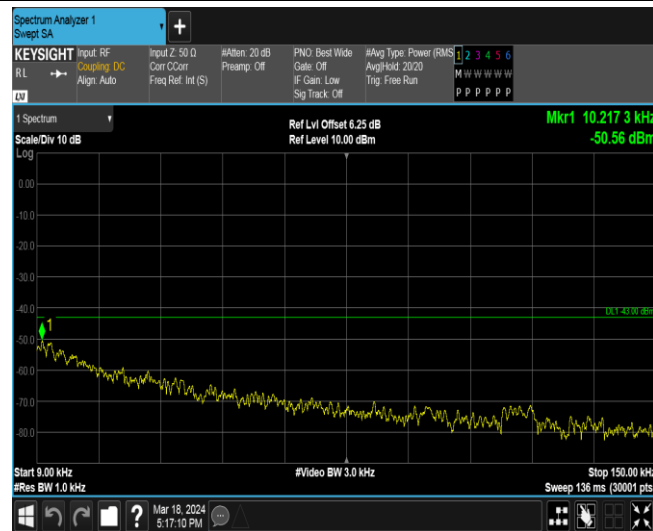 Spectrum Analyzer 1
Swept SA
+
KEYSIGHT
RL
LXI
Input: RF
Coupling: DC
Align: Auto
Input Z: 50 Ω
Corr CCorr
Freq Ref: Int (S)
#Atten: 20 dB
Preamp: Off
PNO: Best Wide
Gate: Off
IF Gain: Low
Sig Track: Off
#Avg Type: Power (RMS
Avg|Hold: 20/20
Trig: Free Run
1 2 3 4 5 6
M W W W W W
P P P P P P
1 Spectrum
Scale/Div 10 dB
Ref Lvl Offset 6.25 dB
Ref Level 10.00 dBm
Mkr1 10.217 3 kHz
-50.56 dBm
Log
0.00
-10.0
-20.0
-30.0
-40.0
-50.0
-60.0
-70.0
-80.0
1
DL1 -43.00 dBm
Start 9.00 kHz
#Res BW 1.0 kHz
#Video BW 3.0 kHz
Stop 150.00 kHz
Sweep 136 ms (30001 pts
?
Mar 18, 2024
5:17:10 PM